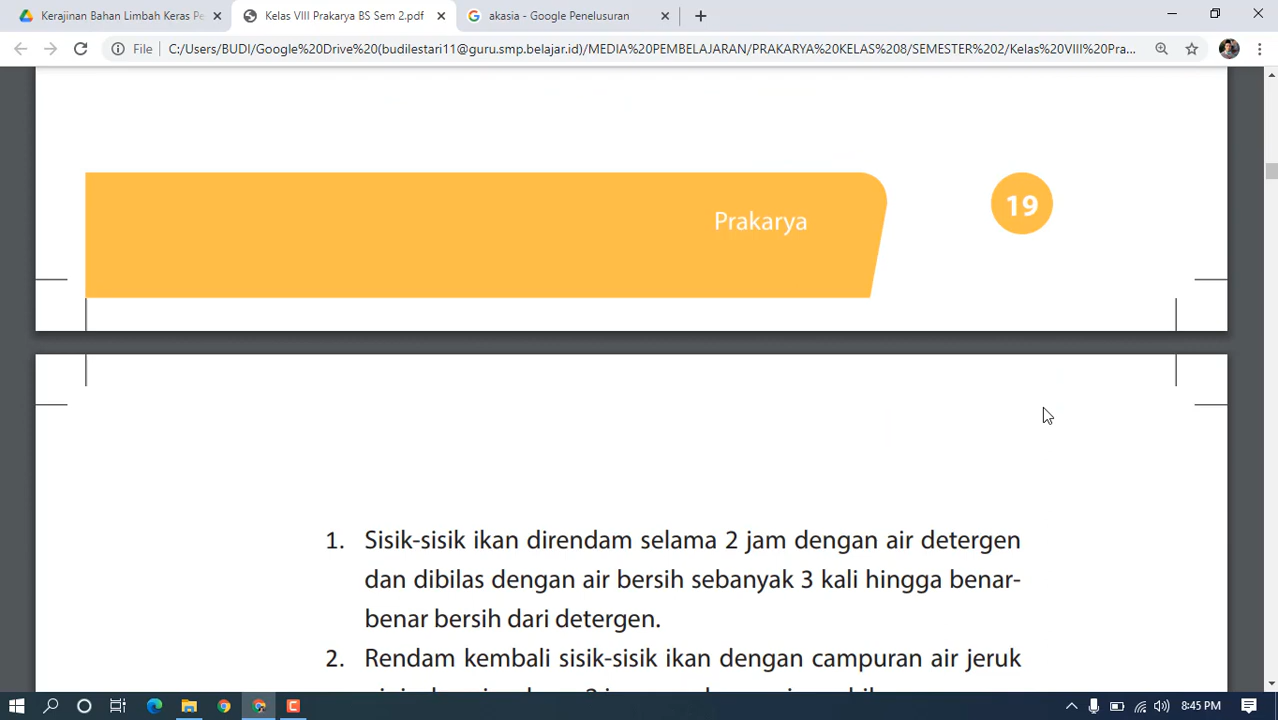 Kerajinan Bahan Limbah Keras Pe
Kelas VIII Prakarya BS Sem 2.pdf
akasia - Google Penelusuran
File
C:/Users/BUDI/Google%20Drive%20(budilestari11@guru.smp.belajar.id)/MEDIA%20PEMBELAJARAN/PRAKARYA%20KELAS%208/SEMESTER%202/Kelas%20VIII%20Pra...
Prakarya
19
1. Sisik-sisik ikan direndam selama 2 jam dengan air detergen
dan dibilas dengan air bersih sebanyak 3 kali hingga benar-
benar bersih dari detergen.
2. Rendam kembali sisik-sisik ikan dengan campuran air jeruk
8:45 PM